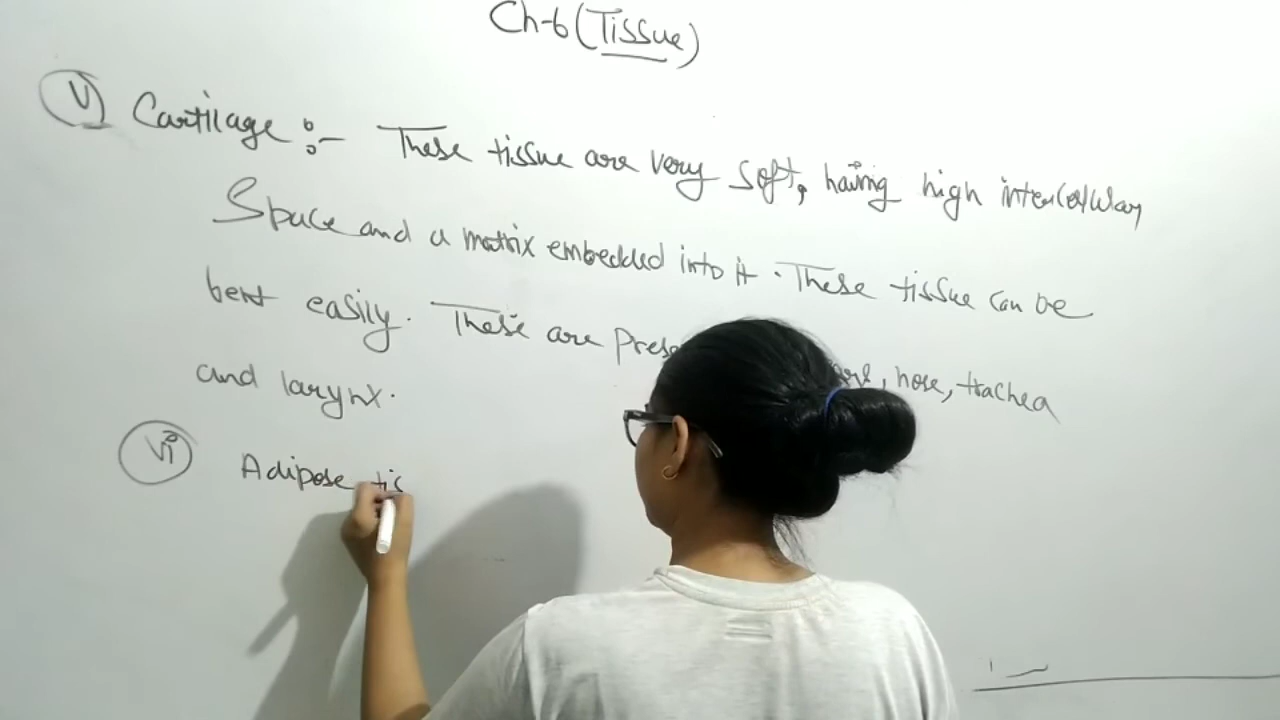 Ch-6 (Tissue)
V) Cartilage :- These tissue are very soft, having high intercellular
Space and a matrix embedded into it. These tissue can be
bent easily. These are nose, trachea
and larynx.
VI Adipose tis